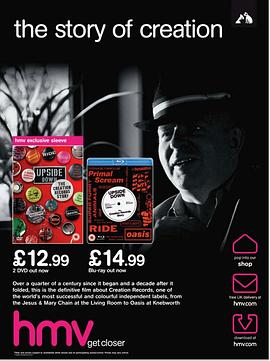 the story of creation
hmv exclusive sleeve
RIDE
UPSIDE
DOWN
THE
CREATION
RECORDS
STORY
Primal
Scream
UPSIDE
DOWN
RIDE
oasis
£12.99
2 DVD out now
£14.99
Blu-ray out now
Over a quarter of a century since it began and a decade after it
folded, this is the definitive film about Creation Records, one of
the world's most successful and colourful independent labels, from
the Jesus & Mary Chain at the Living Room to Oasis at Knebworth
pop into our
shop
free UK delivery at
hmv.com
download at
hmv.com
hmv get closer